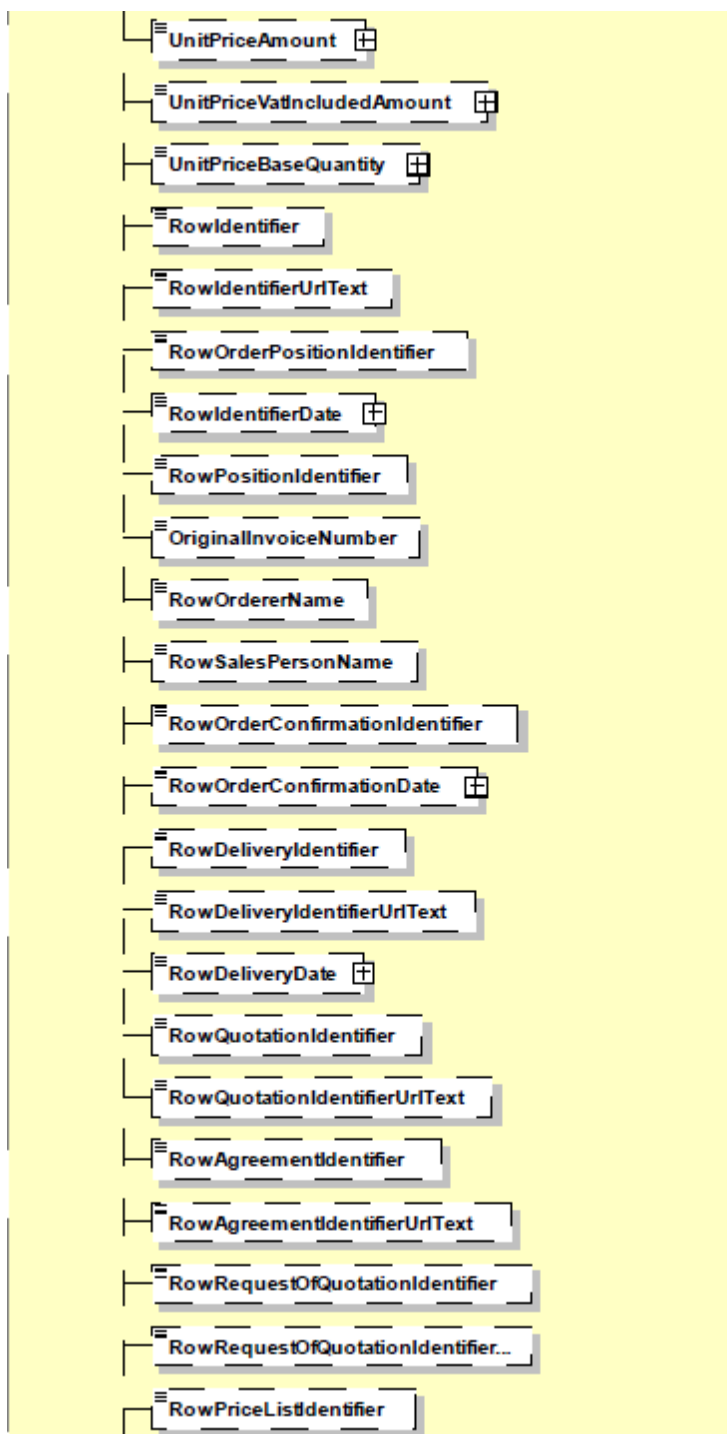 UnitPriceAmount
UnitPriceVatIncludedAmount
UnitPriceBaseQuantity
RowIdentifier
RowIdentifierUrlText
RowOrderPositionIdentifier
RowIdentifierDate
RowPositionIdentifier
OriginalInvoiceNumber
RowOrdererName
RowSalesPersonName
RowOrderConfirmationIdentifier
RowOrderConfirmationDate
RowDeliveryIdentifier
RowDeliveryIdentifierUrlText
RowDeliveryDate
RowQuotationIdentifier
RowQuotationIdentifierUrlText
RowAgreementIdentifier
RowAgreementIdentifierUrlText
RowRequestOfQuotationIdentifier
RowRequestOfQuotationIdentifier...
RowPriceListIdentifier